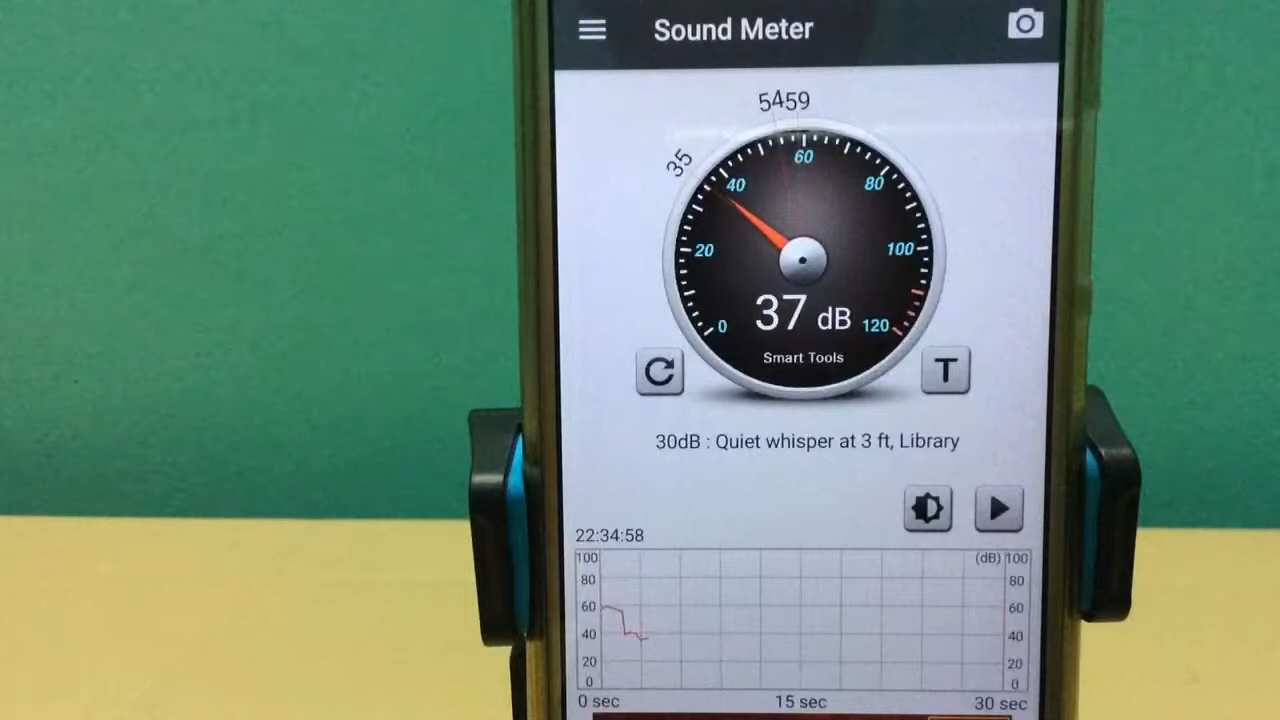 Sound Meter
5459
35
60
40
80
20
100
37 dB
0
120
Smart Tools
T
30dB : Quiet whisper at 3 ft, Library
22:34:58
100
(dB) 100
80
80
60
60
40
40
20
20
0
0
0 sec
15 sec
30 sec